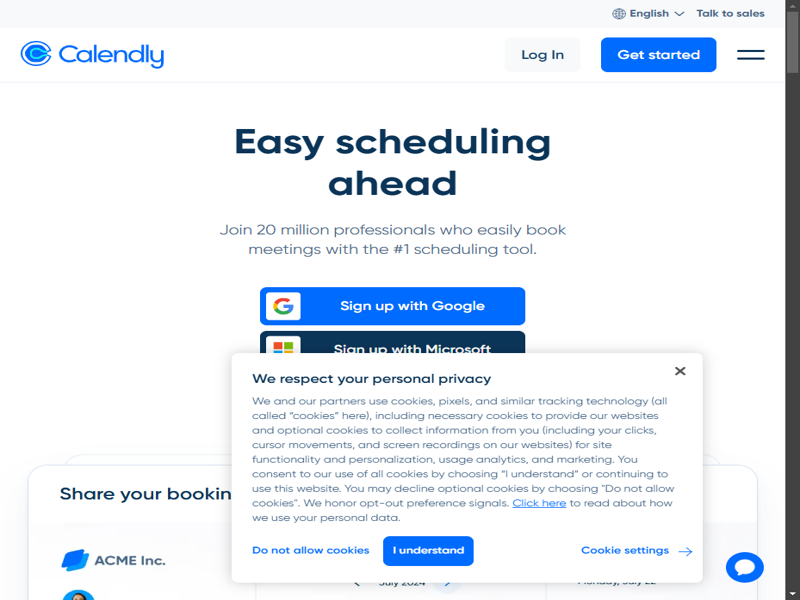 English
Talk to sales
Calendly
Log In
Get started
Easy scheduling
ahead
Join 20 million professionals who easily book
meetings with the #1 scheduling tool.
Sign up with Google
Sign up with Microsoft
We respect your personal privacy
We and our partners use cookies, pixels, and similar tracking technology (all
called "cookies" here), including necessary cookies to provide our websites
and optional cookies to collect information from you (including your clicks,
cursor movements, and screen recordings on our websites) for site
functionality and personalization, usage analytics, and marketing. You
consent to our use of all cookies by choosing "I understand" or continuing to
use this website. You may decline optional cookies by choosing "Do not allow
cookies". We honor opt-out preference signals. Click here to read about how
we use your personal data.
Do not allow cookies
I understand
Cookie settings
Share your bookin
ACME Inc.
July 2024
Monday, July 22